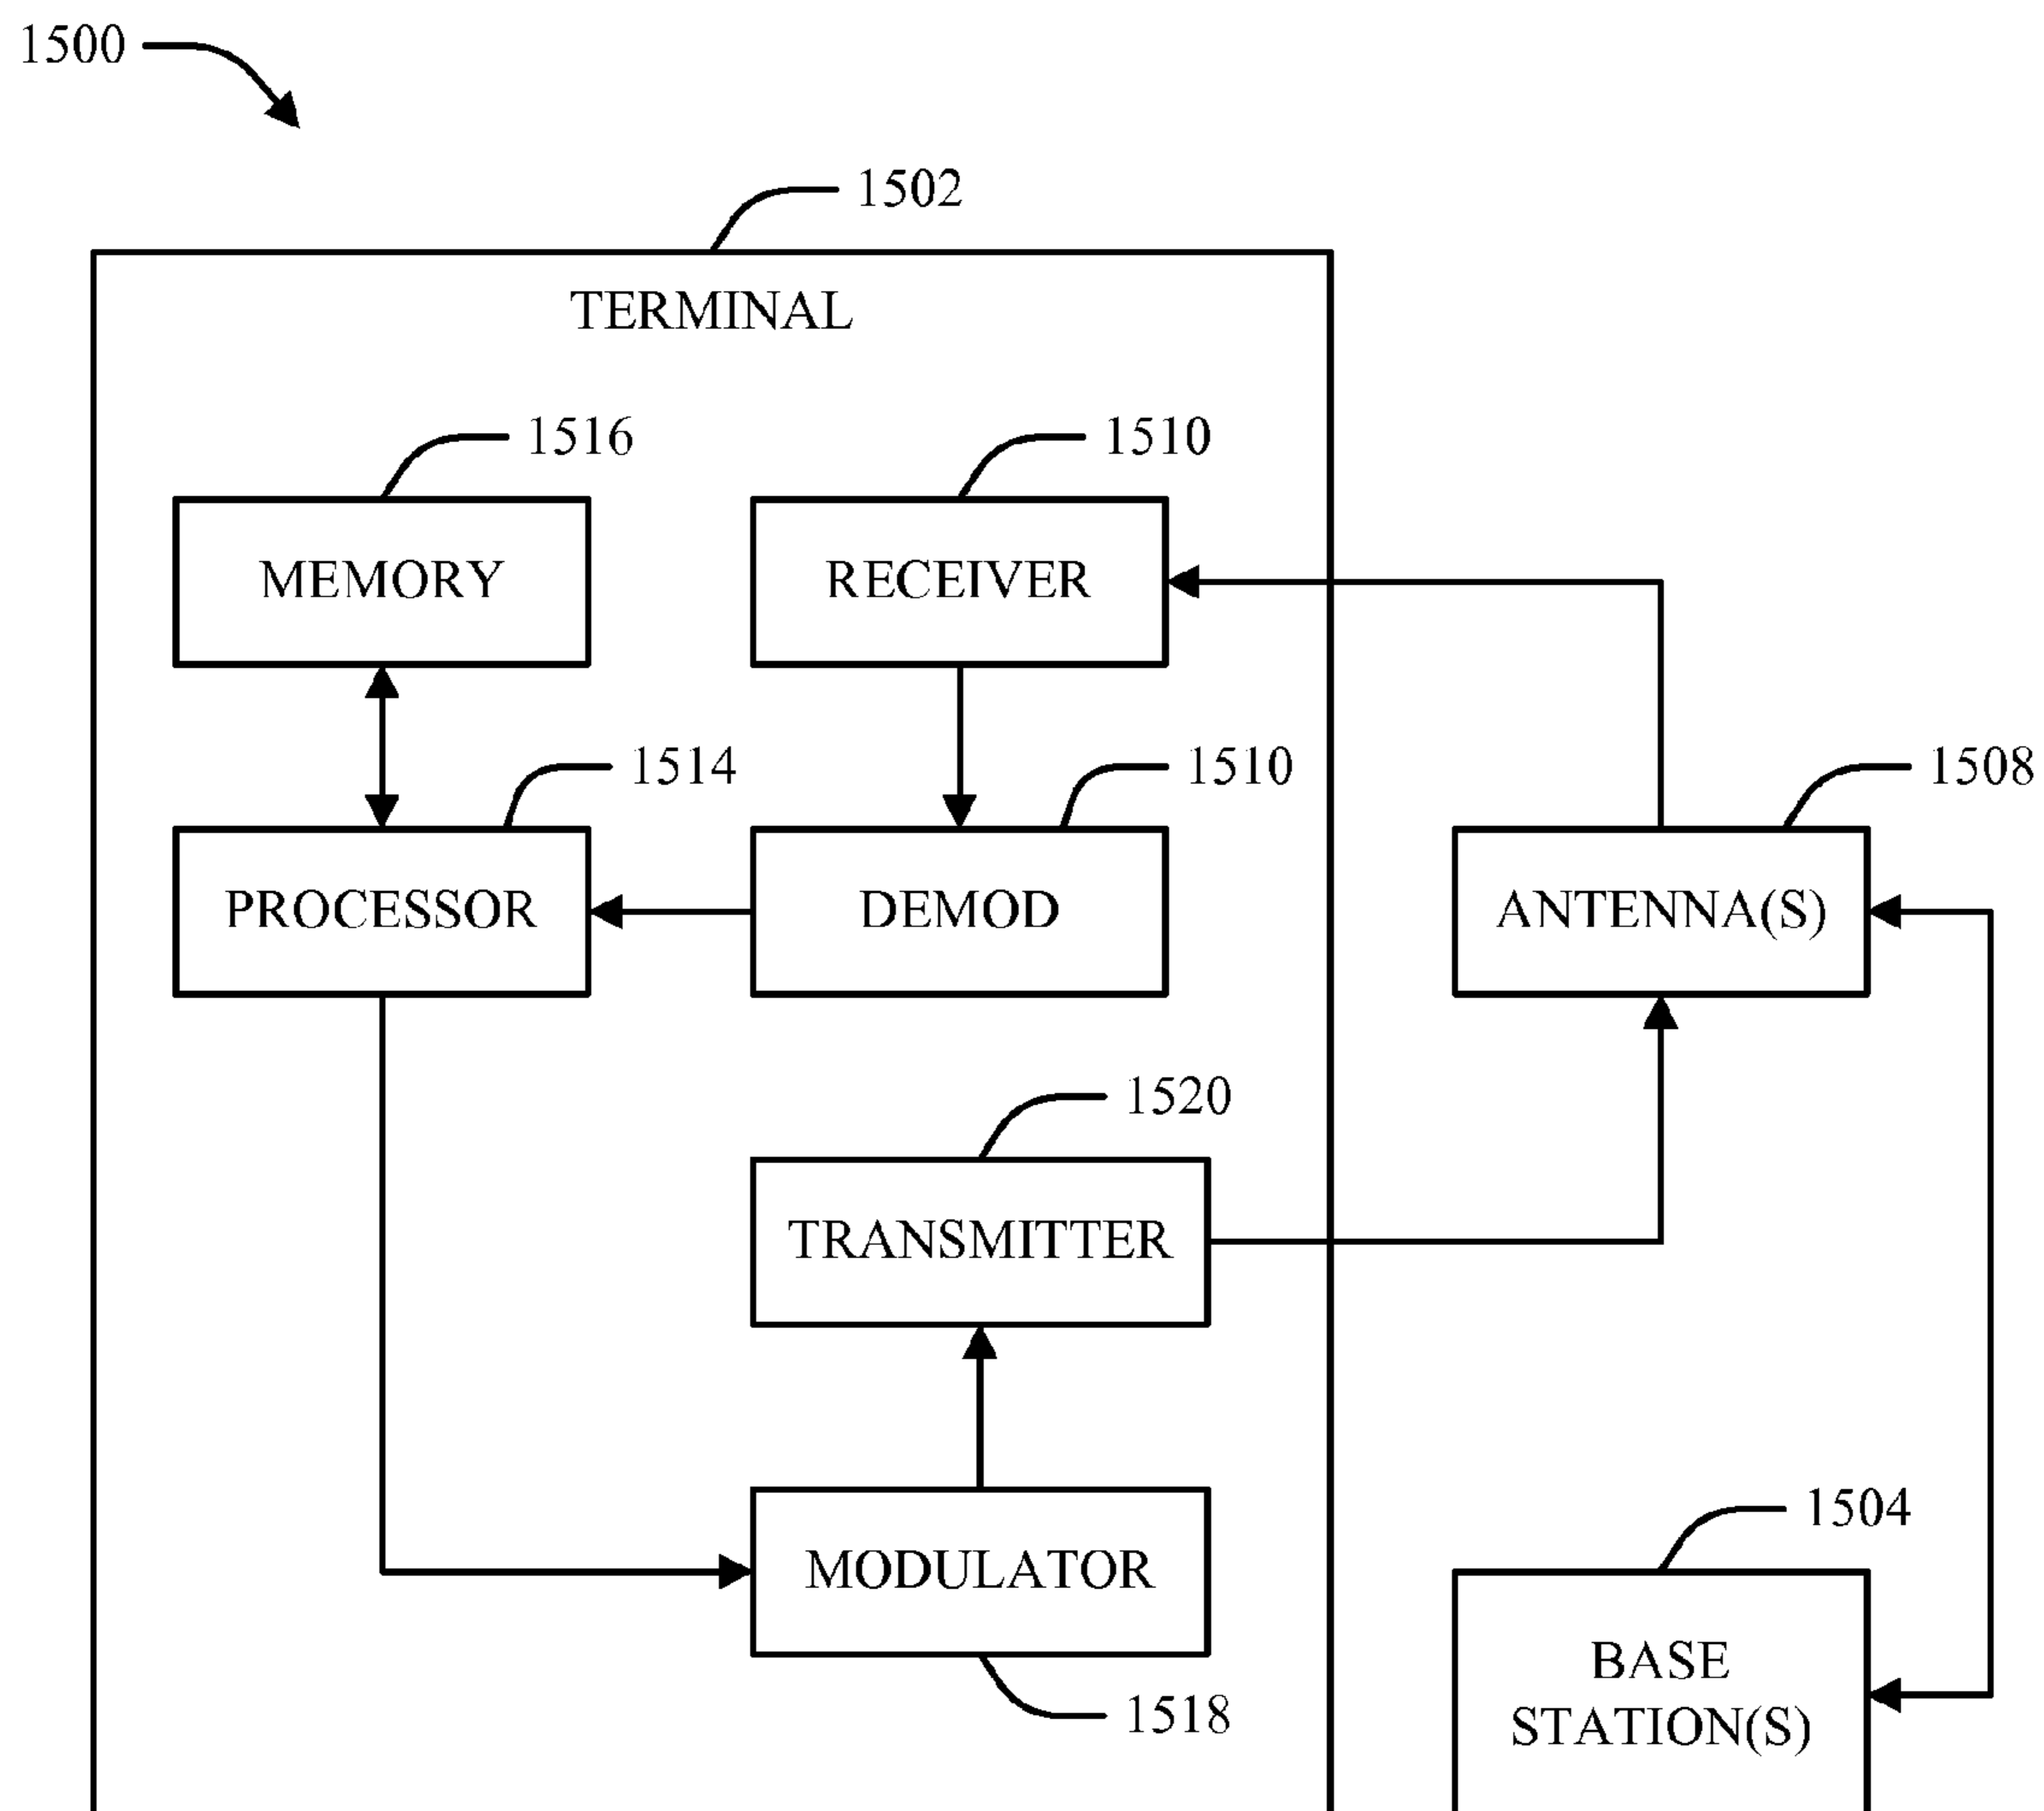 1500
1502
TERMINAL
1516
1510
MEMORY
RECEIVER
1514
1510
1508
PROCESSOR
DEMOD
ANTENNA(S)
1520
TRANSMITTER
1504
MODULATOR
BASE
STATION(S)
1518